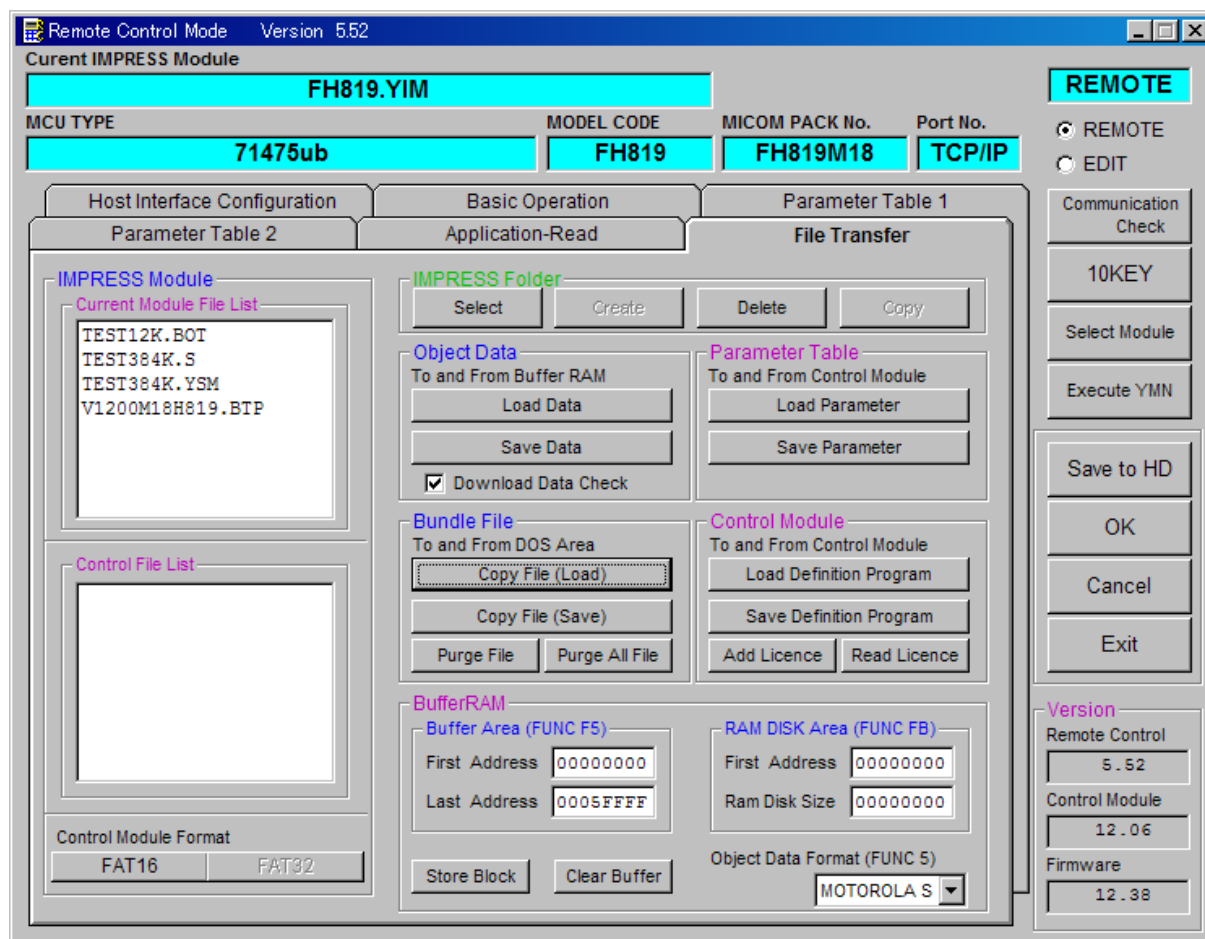 Remote Control Mode Version 5.52
Curent IMPRESS Module
FH819.YIM
REMOTE
MCU TYPE MODEL CODE MICOM PACK No. Port No.
71475ub FH819 FH819M18 TCP/IP
REMOTE
EDIT
Host Interface Configuration Basic Operation Parameter Table 1
Parameter Table 2 Application-Read File Transfer
IMPRESS Module
Current Module File List
TEST12K.BOT
TEST384K.S
TEST384K.YSM
V1200M18H819.BTP
Control File List
Control Module Format
FAT16 FAT32
IMPRESS Folder
Select Create Delete Copy
Object Data
To and From Buffer RAM
Load Data
Save Data
Download Data Check
Parameter Table
To and From Control Module
Load Parameter
Save Parameter
Bundle File
To and From DOS Area
Copy File (Load)
Copy File (Save)
Purge File Purge All File
Control Module
To and From Control Module
Load Definition Program
Save Definition Program
Add Licence Read Licence
BufferRAM
Buffer Area (FUNC F5)
First Address 00000000
Last Address 0005FFFF
RAM DISK Area (FUNC FB)
First Address 00000000
Ram Disk Size 00000000
Store Block Clear Buffer
Object Data Format (FUNC 5)
MOTOROLA S
Communication
Check
10KEY
Select Module
Execute YMN
Save to HD
OK
Cancel
Exit
Version
Remote Control
5.52
Control Module
12.06
Firmware
12.38